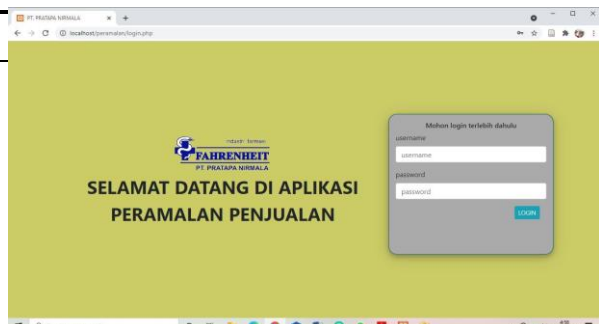 PT. PRATAPA NIRMALA
localhost/peramalan/login.php
FAHRENHEIT
PT. PRATAPA NIRMALA
SELAMAT DATANG DI APLIKASI
PERAMALAN PENJUALAN
Mohon login terlebih dahulu
username
username
password
password
LOGIN